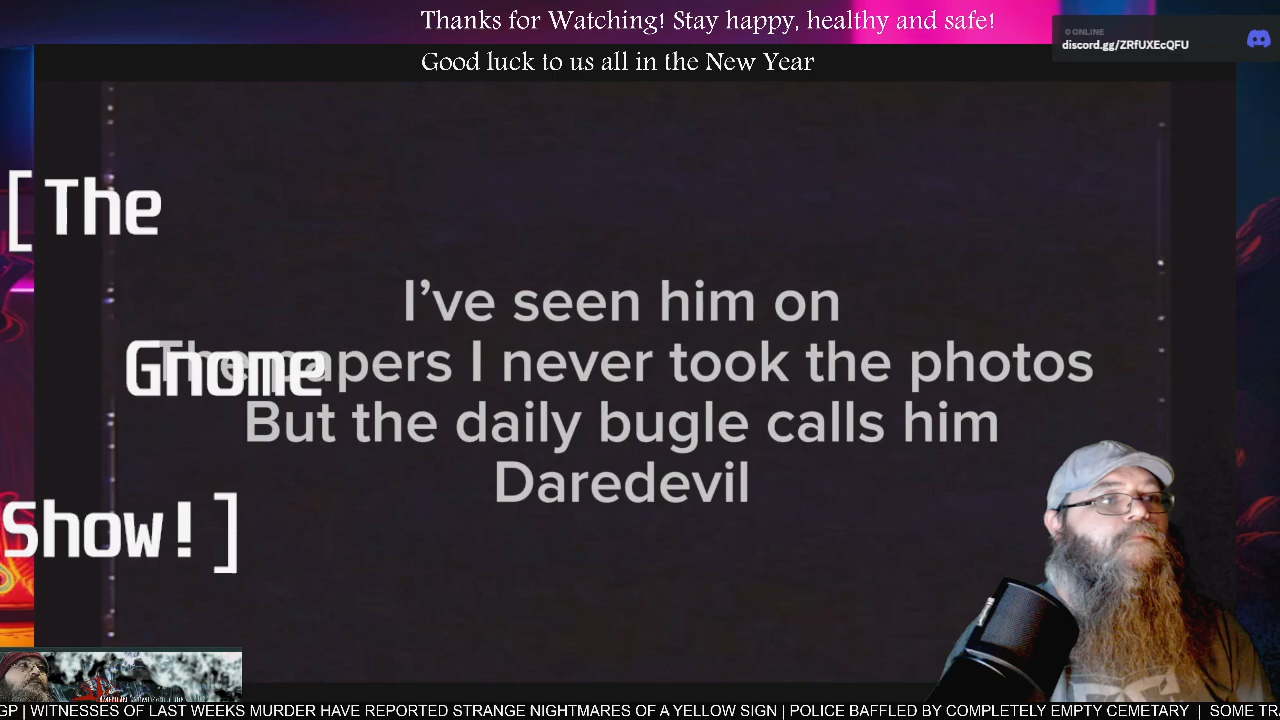 Thanks for Watching! Stay happy, healthy and safe!
0 ONLINE
discord.gg/ZRfUXEcQFU
Good luck to us all in the New Year
[The
Gnome
Show!]
I've seen him on
The papers I never took the photos
But the daily bugle calls him
Daredevil
GP | WITNESSES OF LAST WEEKS MURDER HAVE REPORTED STRANGE NIGHTMARES OF A YELLOW SIGN | POLICE BAFFLED BY COMPLETELY EMPTY CEMETARY | SOME TR